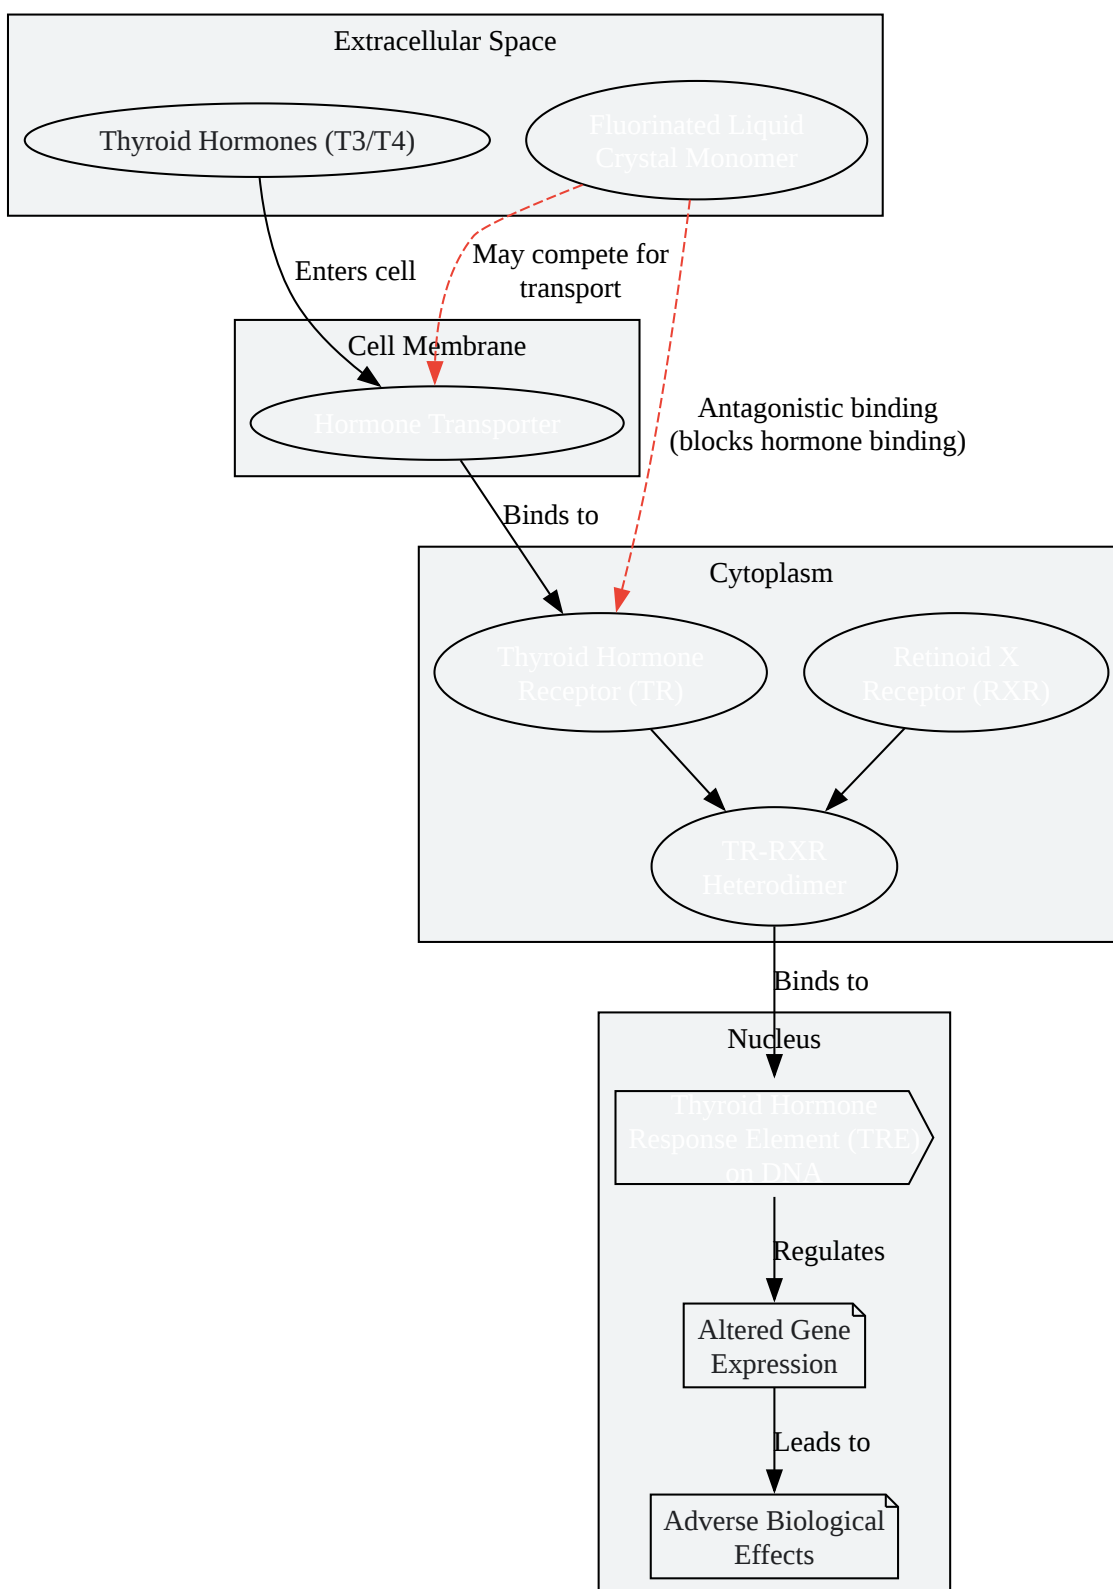 Extracellular Space
Thyroid Hormones (T3/T4)
Fluorinated Liquid
Crystal Monomer
Enters cell
May compete for
transport
Cell Membrane
Hormone Transporter
Antagonistic binding
(blocks hormone binding)
Binds to
Cytoplasm
Thyroid Hormone
Receptor (TR)
Retinoid X
Receptor (RXR)
TR-RXR
Heterodimer
Binds to
Nucleus
Thyroid Hormone
Response Element (TRE)
on DNA
Regulates
Altered Gene
Expression
Leads to
Adverse Biological
Effects